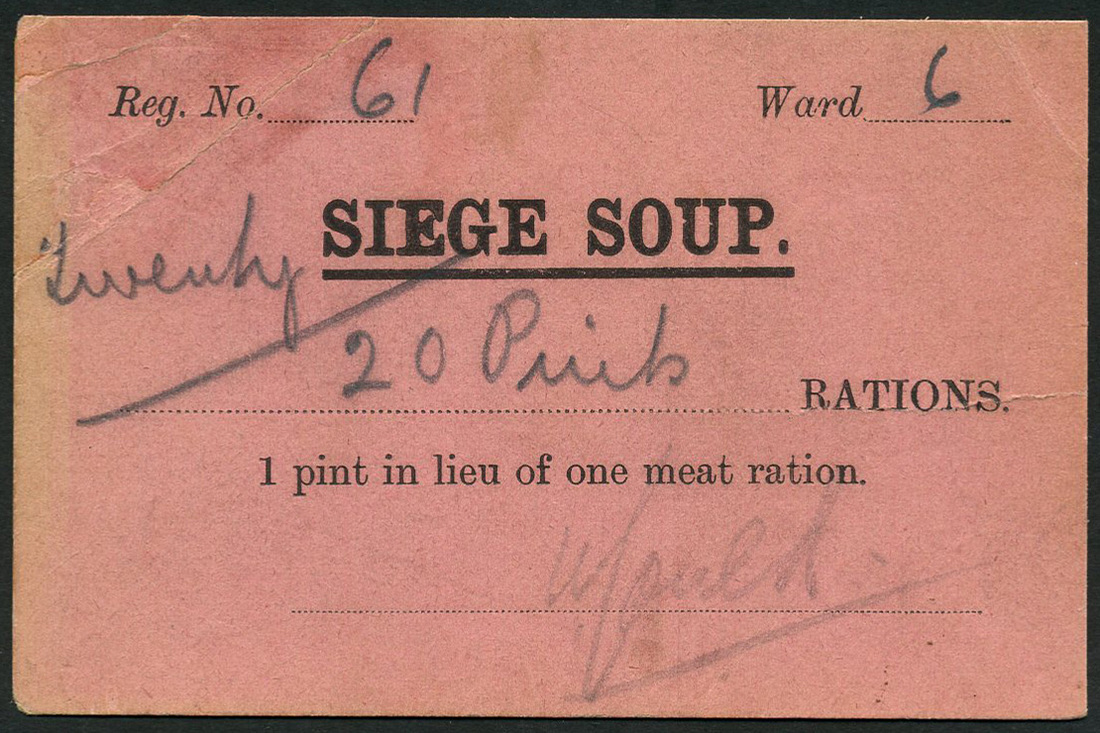 Reg. No. 61 Ward 6
SIEGE SOUP.
Twenty
20 Pints RATIONS.
1 pint in lieu of one meat ration.